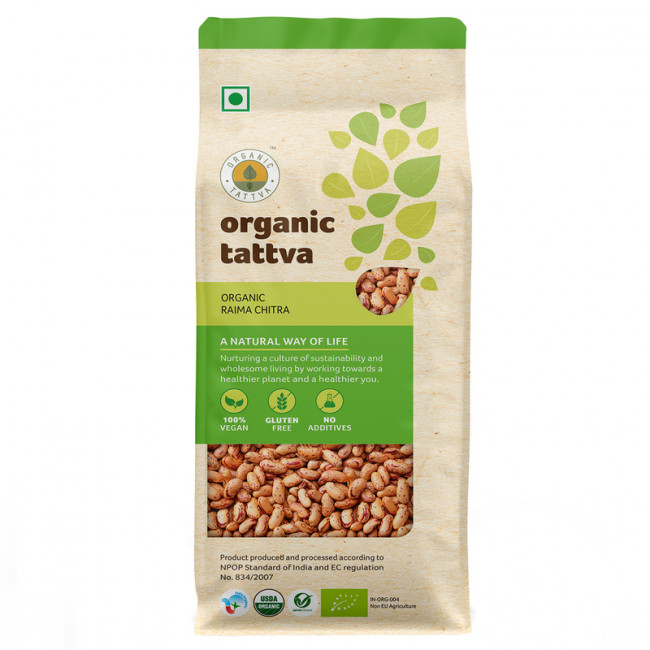 ORGANIC
TATTVA
TM
organic
tattva
ORGANIC
RAIMA CHITRA
A NATURAL WAY OF LIFE
Nurturing a culture of sustainability and
wholesome living by working towards a
healthier planet and a healthier you.
100%
VEGAN
GLUTEN
FREE
NO
ADDITIVES
Product produced and processed according to
NPOP Standard of India and EC regulation
No. 834/2007
USDA
ORGANIC
IN-ORG-004
Non EU Agriculture